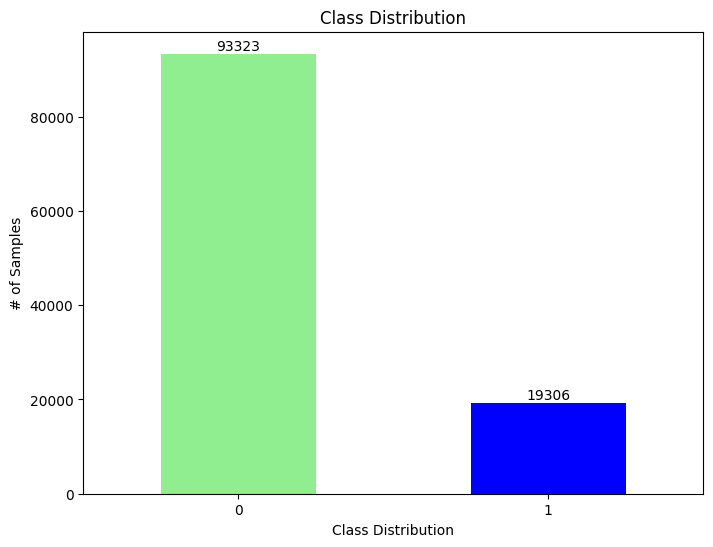 Class Distribution
93323
19306
# of Samples
80000
60000
40000
20000
0
0 1
Class Distribution